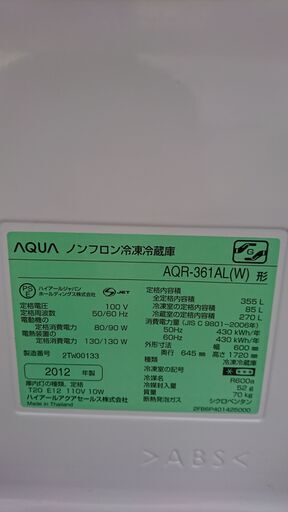 AQUA ノンフロン冷凍冷蔵庫
AQR-361AL(W) 形
PS E
ハイアールジャパン
ホールディングス株式会社
JET
定格電圧 100 V
定格周波数 50/60 Hz
電動機の
定格消費電力 80/90 W
電熱装置の
定格消費電力 130/130 W
製造番号 2TW00133
2012 年製
庫内灯の種類、定格
T20 E12 110V 10W
ハイアールアクアセールス株式会社
Made in Thailand
定格内容積
全定格内容積 355 L
冷凍室の定格内容積 85 L
冷蔵室の定格内容積 270 L
消費電力量(JIS C 9801-2006年)
50Hz 430 kWh/年
60Hz 430 kWh/年
外形寸法 幅 600 mm
奥行 645 mm 高さ 1720 mm
冷凍室の記号
冷媒 R600a
冷媒封入量 52 g
質量 70 kg
断熱発泡ガス シクロペンタン
2FB6P401425000
>ABS<